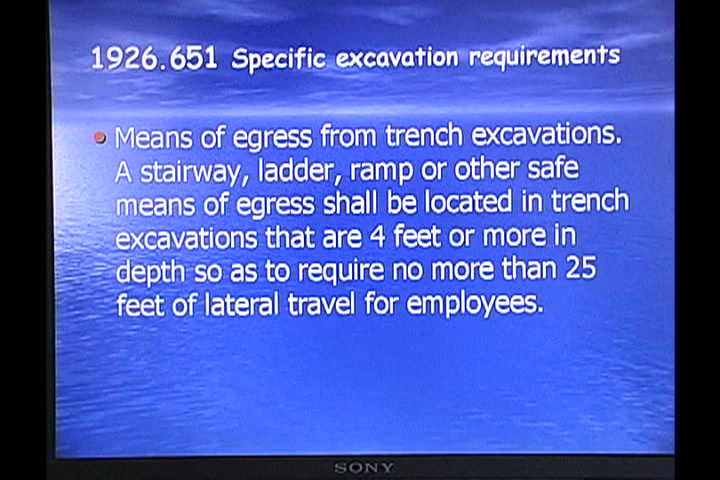 1926.651 Specific excavation requirements
Means of egress from trench excavations.
A stairway, ladder, ramp or other safe
means of egress shall be located in trench
excavations that are 4 feet or more in
depth so as to require no more than 25
feet of lateral travel for employees.
SONY